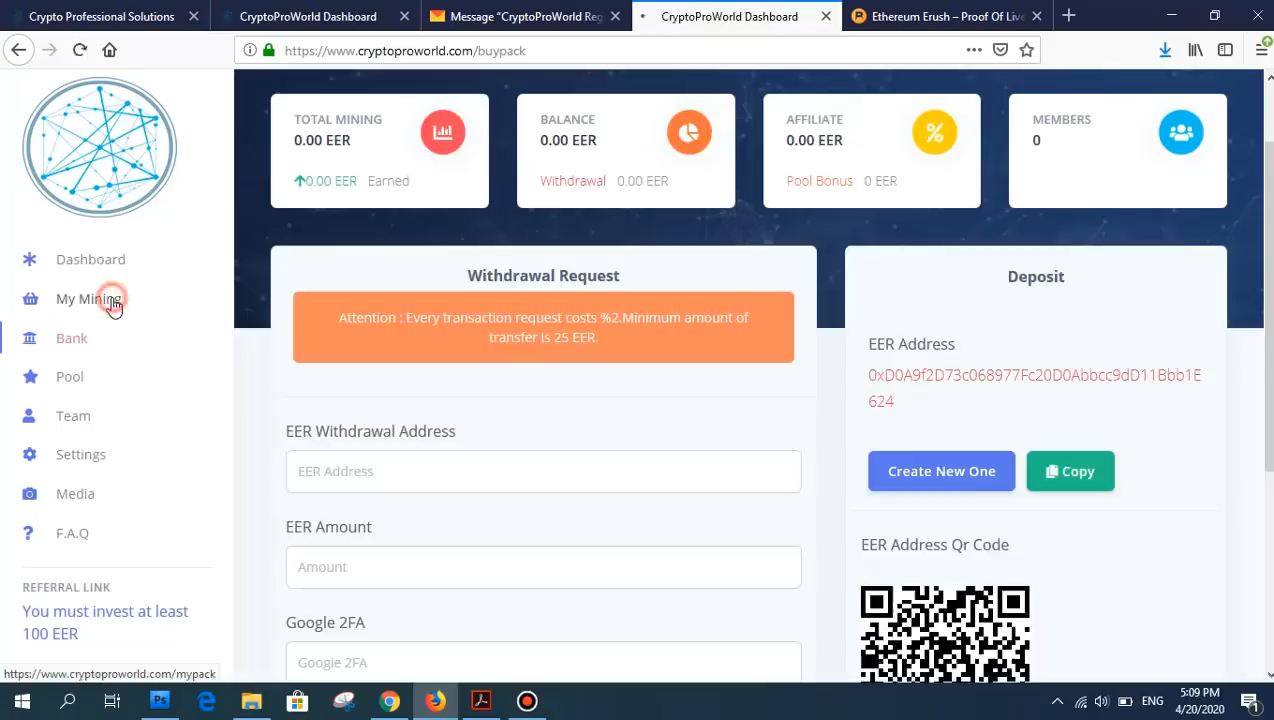 Crypto Professional Solutions
CryptoProWorld Dashboard
Message "CryptoProWorld Reg
CryptoProWorld Dashboard
Ethereum Erush – Proof Of Live
https://www.cryptoproworld.com/buypack
TOTAL MINING
0.00 EER
0.00 EER Earned
BALANCE
0.00 EER
Withdrawal 0.00 EER
AFFILIATE
0.00 EER
Pool Bonus 0 EER
MEMBERS
0
Dashboard
My Mining
Bank
Pool
Team
Settings
Media
F.A.Q
REFERRAL LINK
You must invest at least
100 EER
Withdrawal Request
Attention : Every transaction request costs %2.Minimum amount of
transfer is 25 EER.
EER Withdrawal Address
EER Address
EER Amount
Amount
Google 2FA
Google 2FA
Deposit
EER Address
0xD0A9f2D73c068977Fc20D0Abbcc9dD11Bbb1E
624
Create New One
Copy
EER Address Qr Code
https://www.cryptoproworld.com/mypack
ENG
5:09 PM
4/20/2020